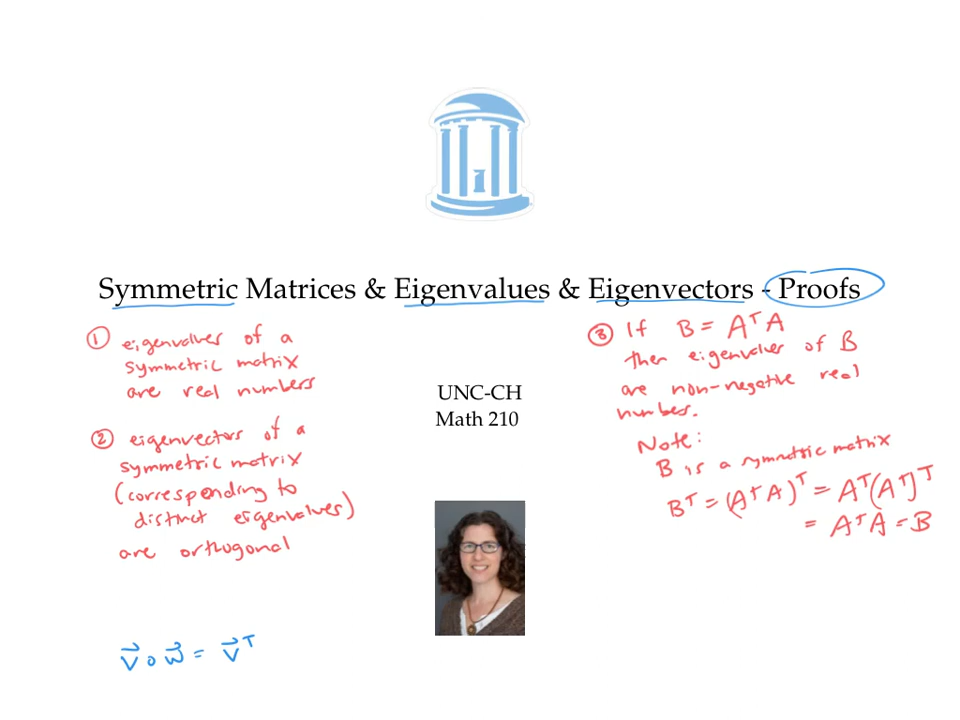 Symmetric Matrices & Eigenvalues & Eigenvectors - Proofs
① eigenvalues of a
symmetric matrix
are real numbers
② eigenvectors of a
symmetric matrix
(corresponding to
distinct eigenvalues)
are orthogonal
UNC-CH
Math 210
③ If B = AᵀA
then eigenvalues of B
are non-negative real
numbers.
Note:
B is a symmetric matrix
Bᵀ = (AᵀA)ᵀ = Aᵀ(Aᵀ)ᵀ
= AᵀA = B
v⃗ ∘ w⃗ = v⃗ᵀ